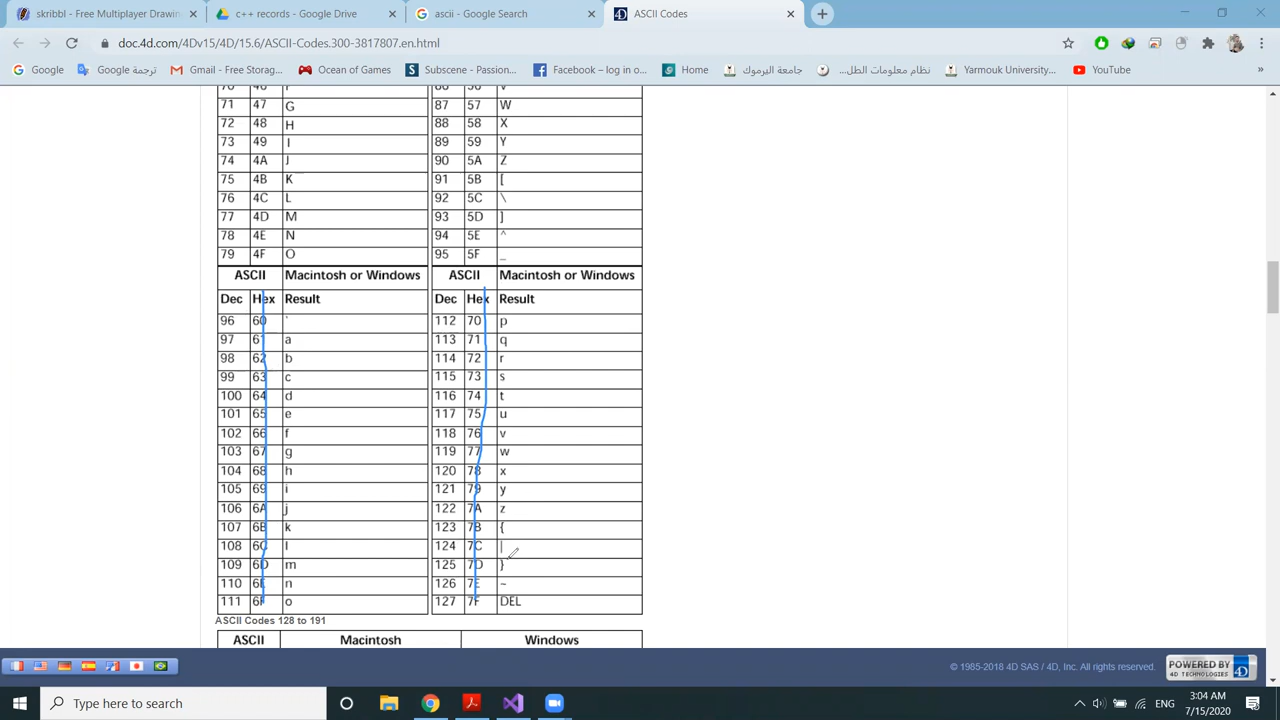 skribbl - Free Multiplayer Drawin
c++ records - Google Drive
ascii - Google Search
ASCII Codes
doc.4d.com/4Dv15/4D/15.6/ASCII-Codes.300-3817807.en.html
Google
Google ترجمة
Gmail - Free Storag...
Ocean of Games
Subscene - Passion...
Facebook – log in o...
Home
جامعة اليرموك
نظام معلومات الطل...
Yarmouk University...
YouTube
71 47 G 87 57 W
72 48 H 88 58 X
73 49 I 89 59 Y
74 4A J 90 5A Z
75 4B K 91 5B [
76 4C L 92 5C \
77 4D M 93 5D ]
78 4E N 94 5E ^
79 4F O 95 5F _
ASCII Macintosh or Windows ASCII Macintosh or Windows
Dec Hex Result Dec Hex Result
96 60 ` 112 70 p
97 61 a 113 71 q
98 62 b 114 72 r
99 63 c 115 73 s
100 64 d 116 74 t
101 65 e 117 75 u
102 66 f 118 76 v
103 67 g 119 77 w
104 68 h 120 78 x
105 69 i 121 79 y
106 6A j 122 7A z
107 6B k 123 7B {
108 6C l 124 7C |
109 6D m 125 7D }
110 6E n 126 7E ~
111 6F o 127 7F DEL
ASCII Codes 128 to 191
ASCII Macintosh Windows
© 1985-2018 4D SAS / 4D, Inc. All rights reserved.
POWERED BY
4D TECHNOLOGIES
4D
Type here to search
ENG
3:04 AM
7/15/2020